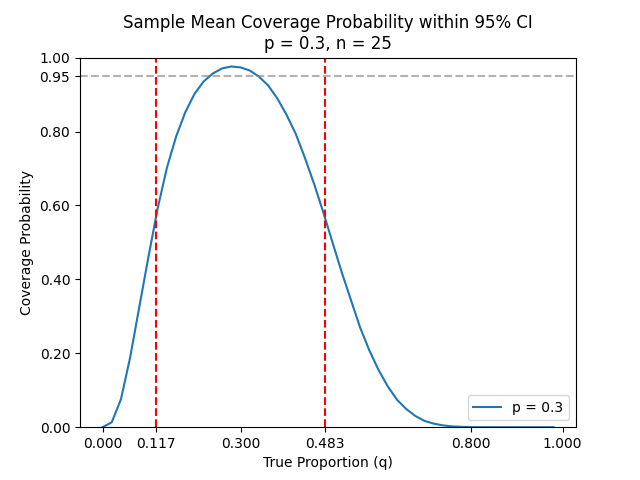 Sample Mean Coverage Probability within 95% CI
p = 0.3, n = 25
1.00
0.95
0.80
0.60
0.40
0.20
0.00
Coverage Probability
p = 0.3
0.000 0.117 0.300 0.483 0.800 1.000
True Proportion (q)